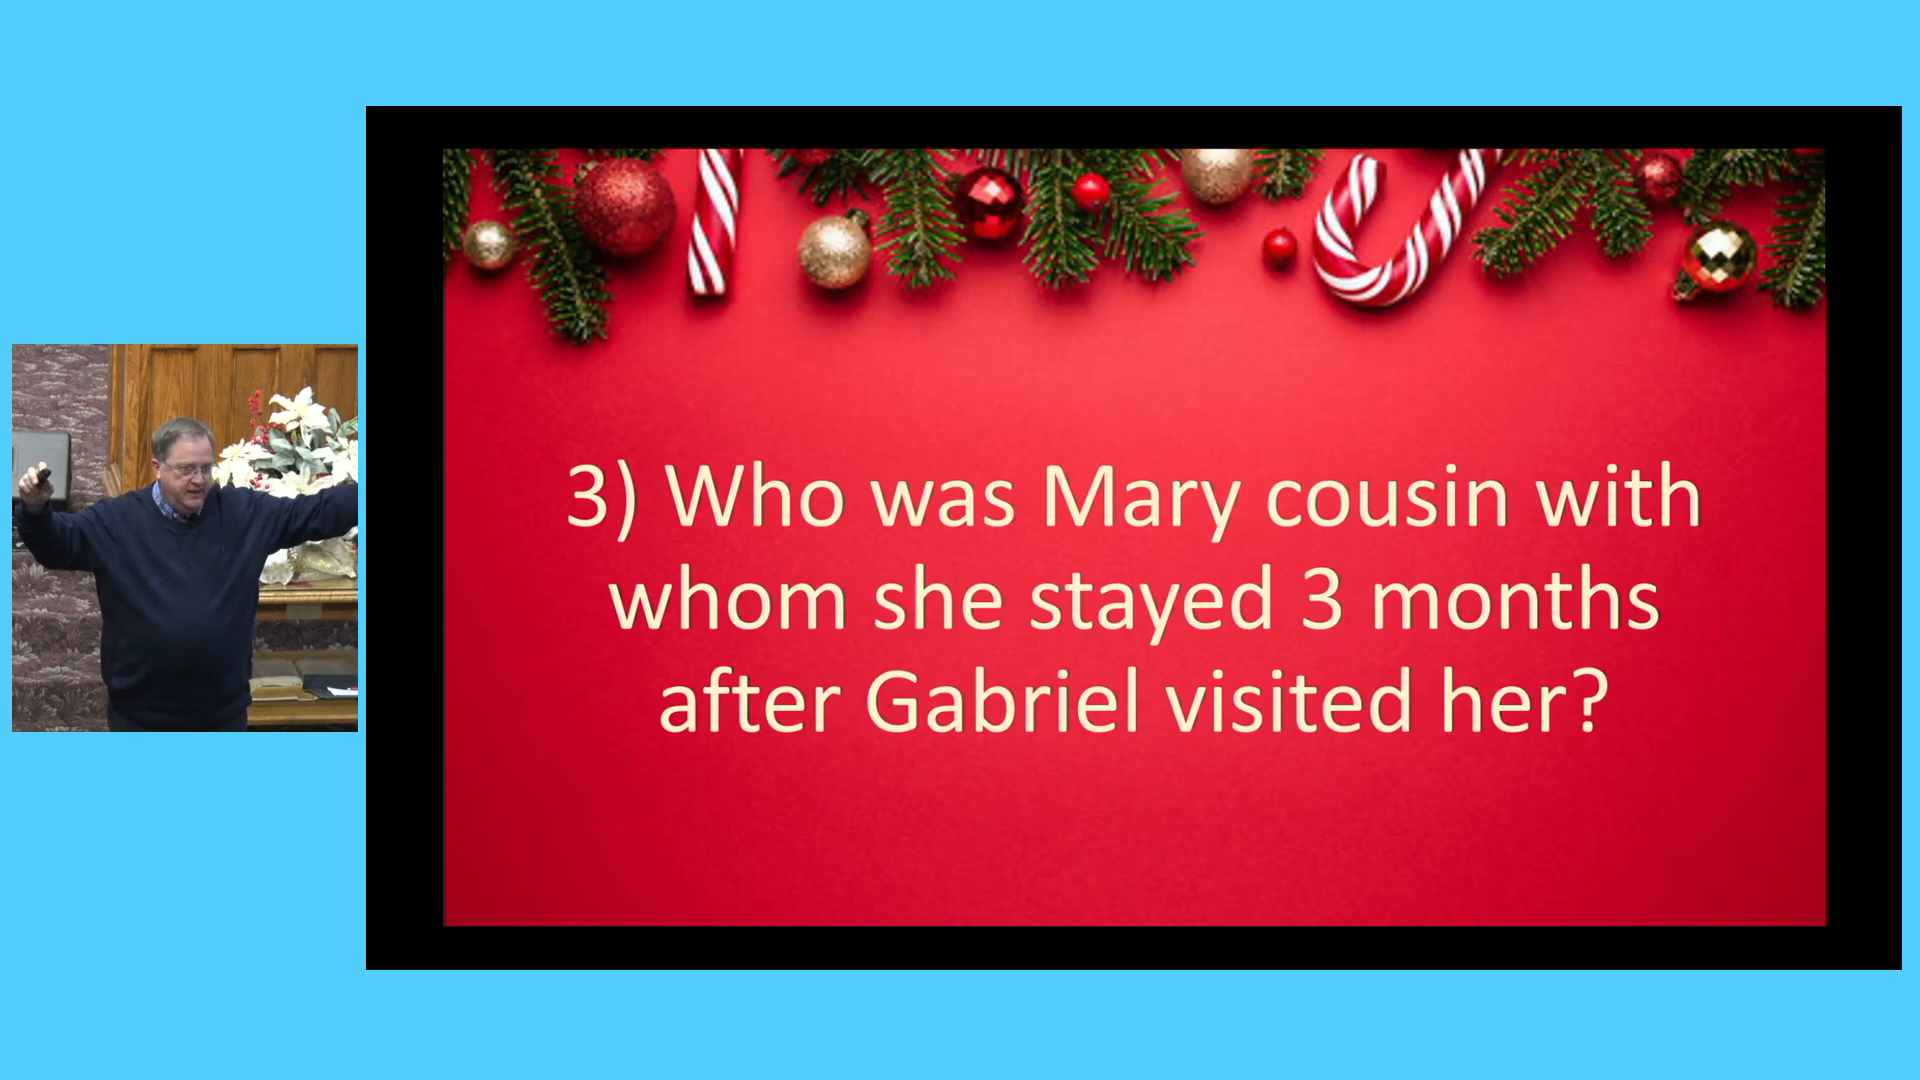 3) Who was Mary cousin with
whom she stayed 3 months
after Gabriel visited her?